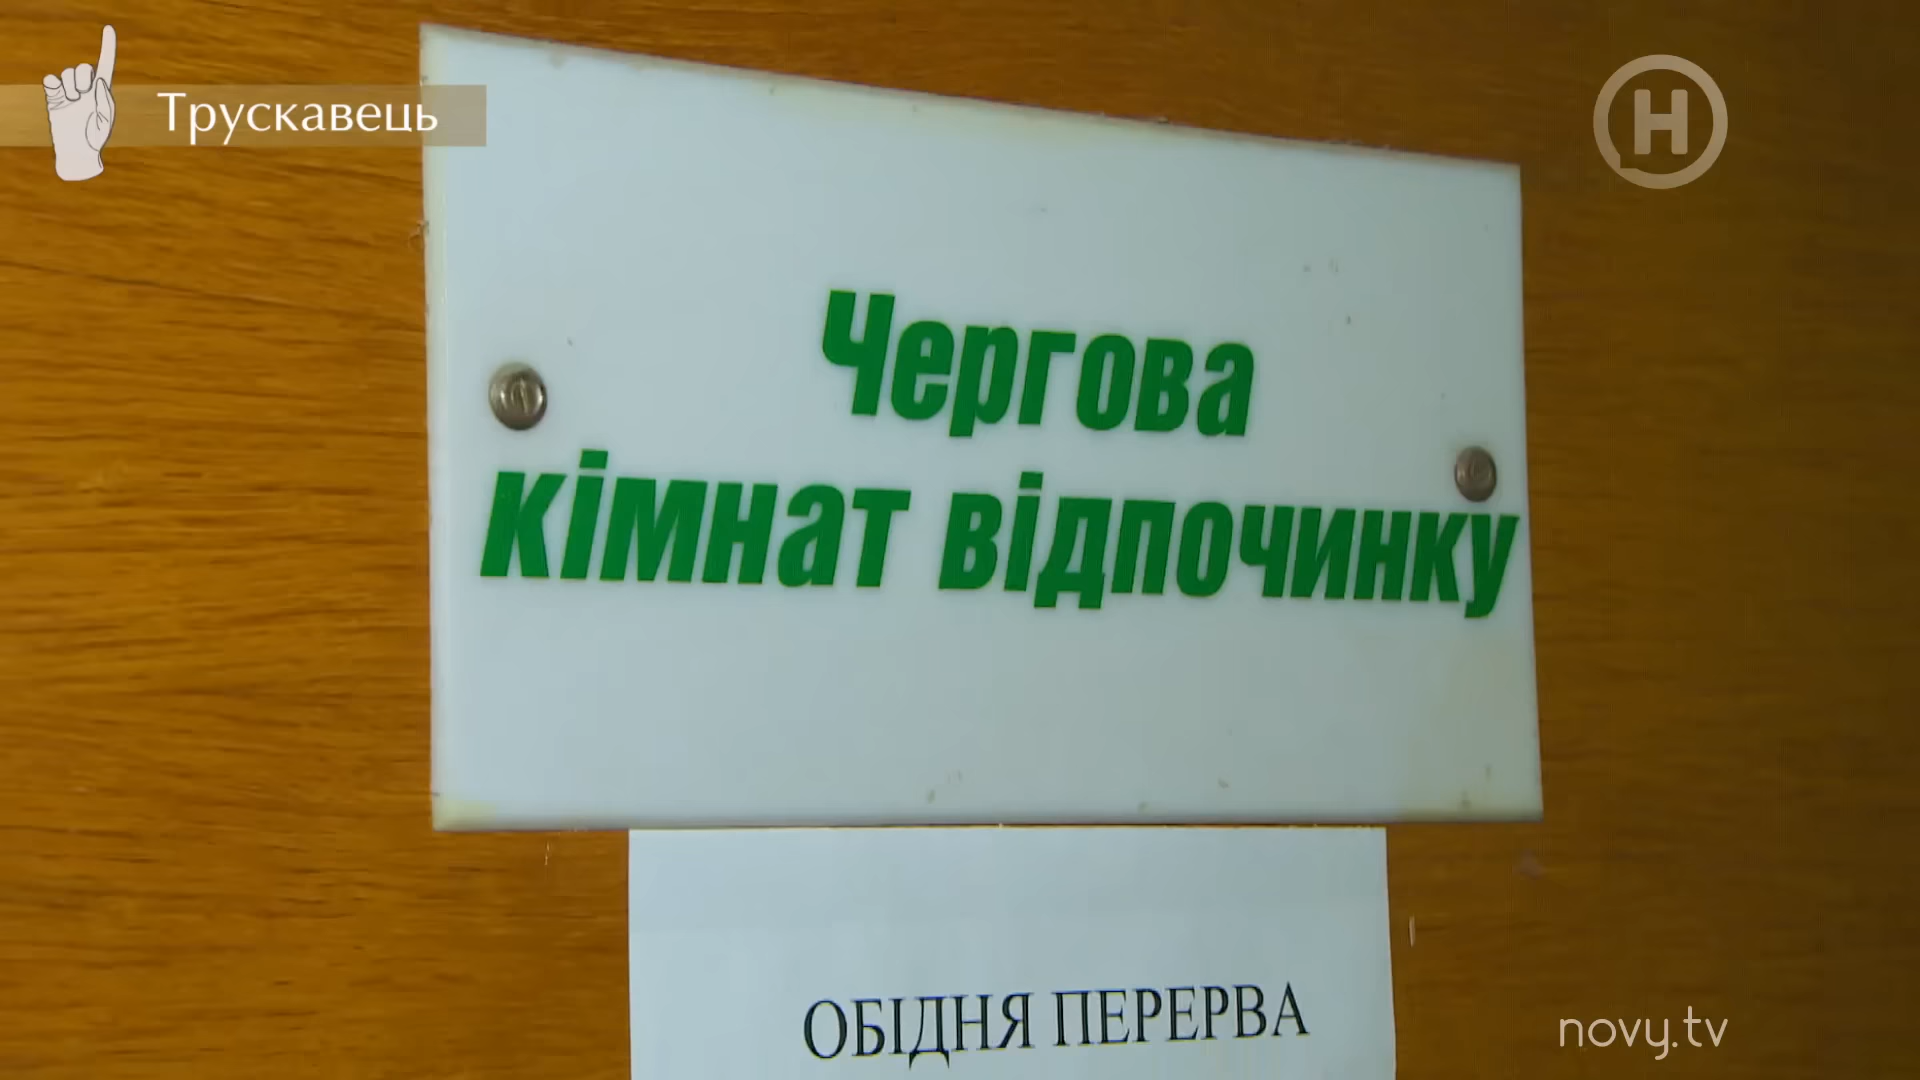 Трускавець
Н
Чергова
кімнат відпочинку
ОБІДНЯ ПЕРЕРВА
novy.tv